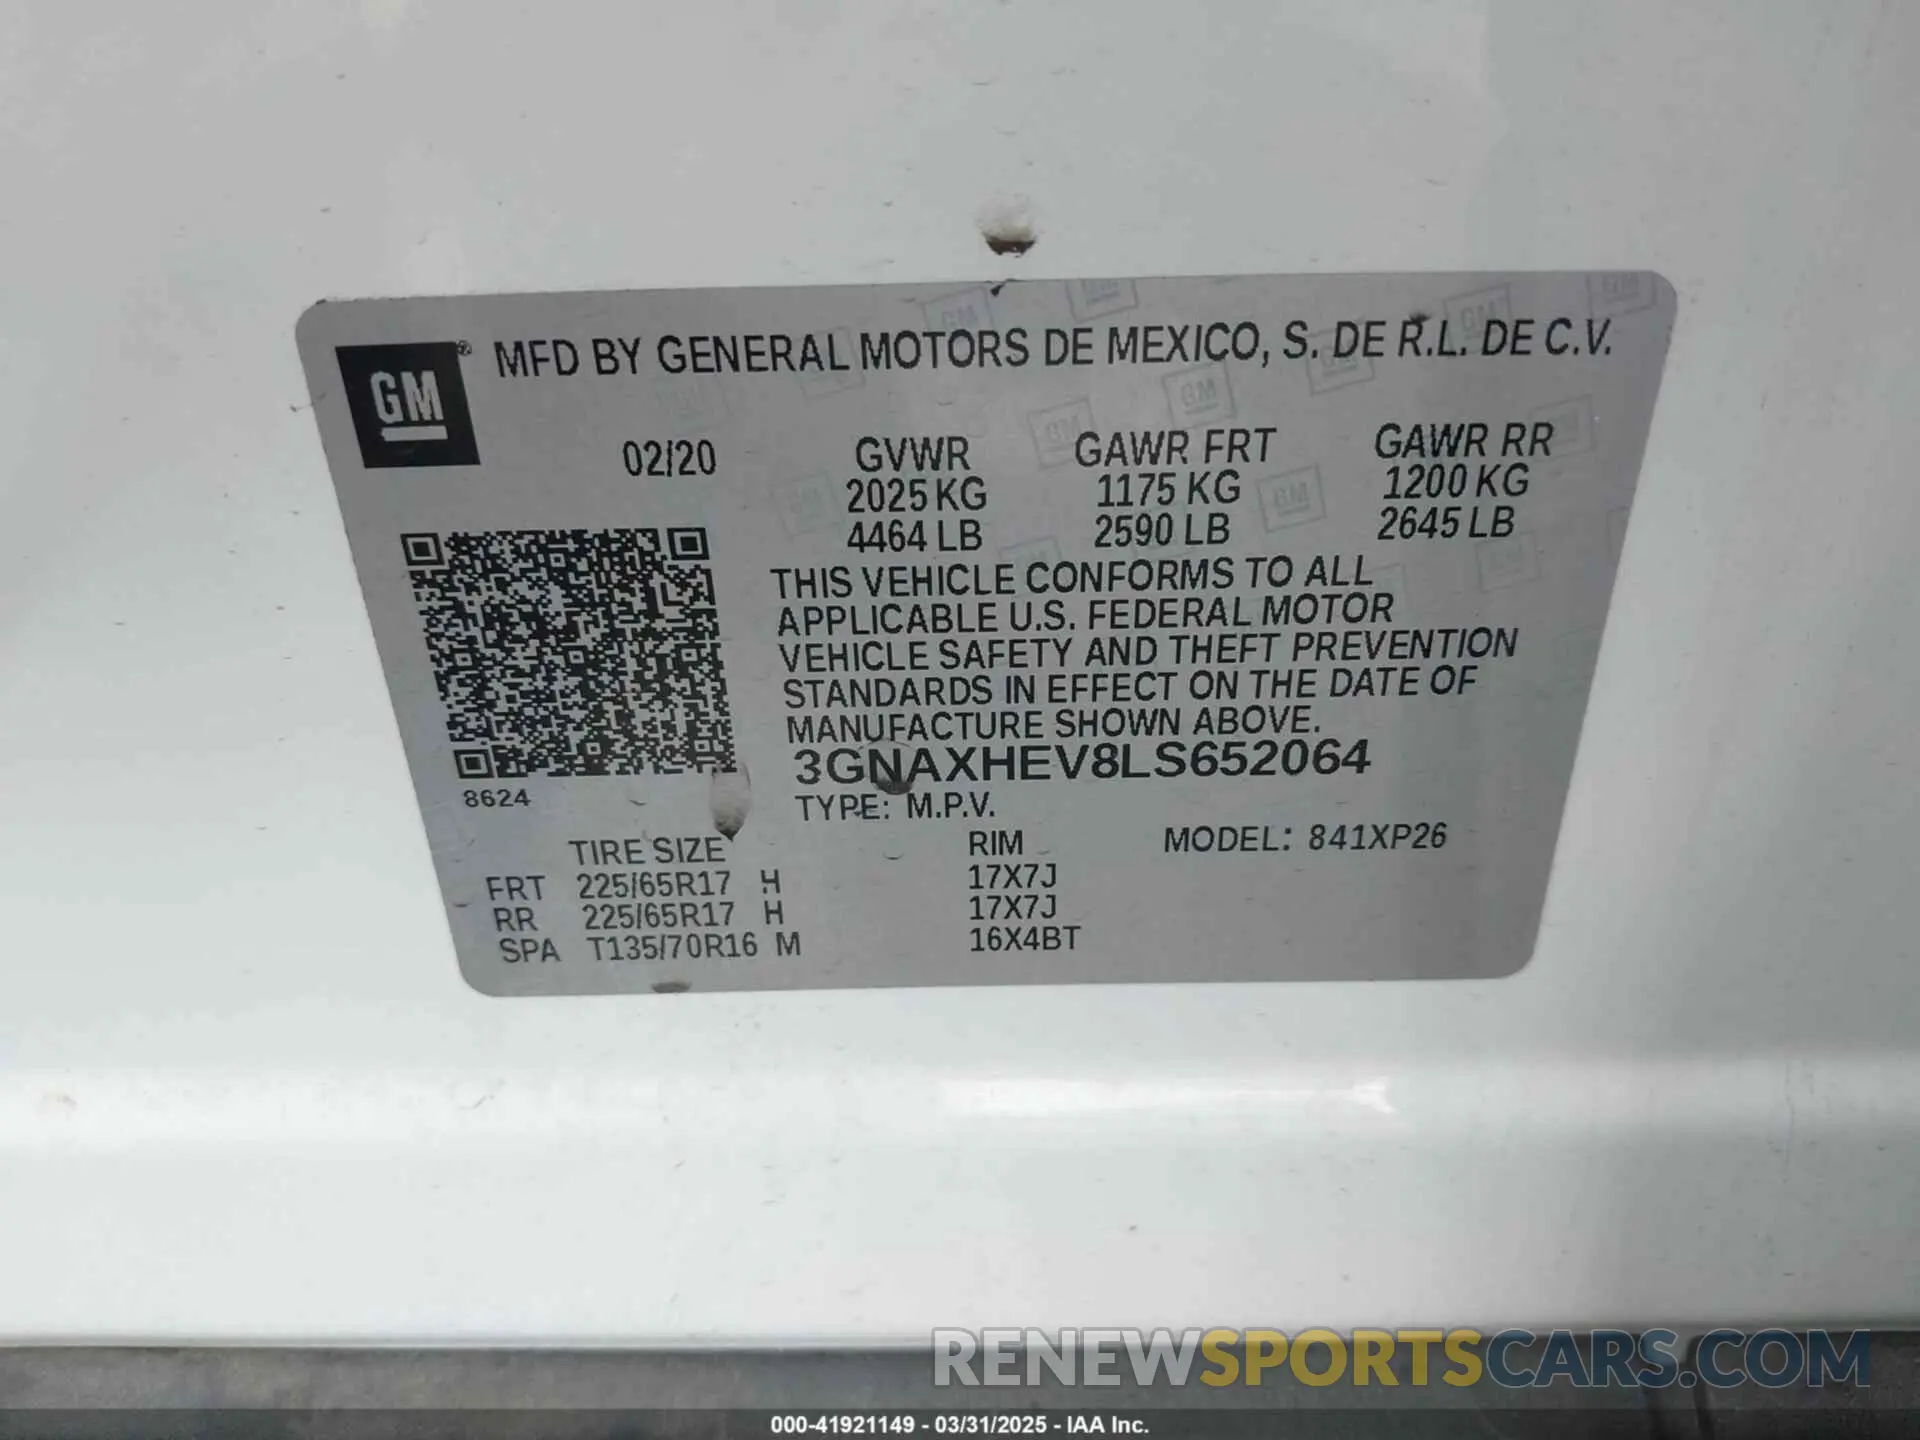 GM® MFD BY GENERAL MOTORS DE MEXICO, S. DE R.L. DE C.V.
02/20 GVWR GAWR FRT GAWR RR
2025 KG 1175 KG 1200 KG
4464 LB 2590 LB 2645 LB
THIS VEHICLE CONFORMS TO ALL
APPLICABLE U.S. FEDERAL MOTOR
VEHICLE SAFETY AND THEFT PREVENTION
STANDARDS IN EFFECT ON THE DATE OF
MANUFACTURE SHOWN ABOVE.
3GNAXHEV8LS652064
8624 TYPE: M.P.V.
TIRE SIZE RIM MODEL: 841XP26
FRT 225/65R17 H 17X7J
RR 225/65R17 H 17X7J
SPA T135/70R16 M 16X4BT
RENEWSPORTSCARS.COM
000-41921149 - 03/31/2025 - IAA Inc.